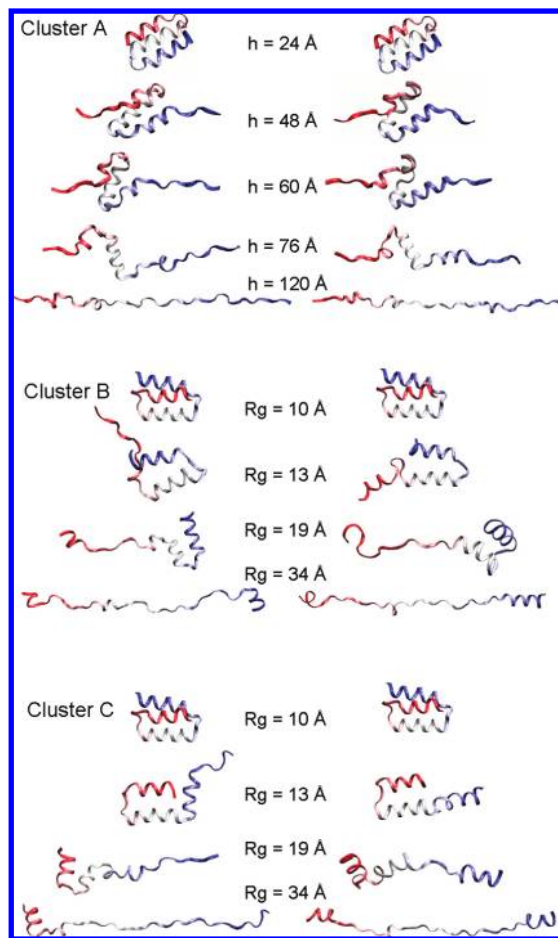 Cluster A
h = 24 Å
h = 48 Å
h = 60 Å
h = 76 Å
h = 120 Å
Cluster B
Rg = 10 Å
Rg = 13 Å
Rg = 19 Å
Rg = 34 Å
Cluster C
Rg = 10 Å
Rg = 13 Å
Rg = 19 Å
Rg = 34 Å